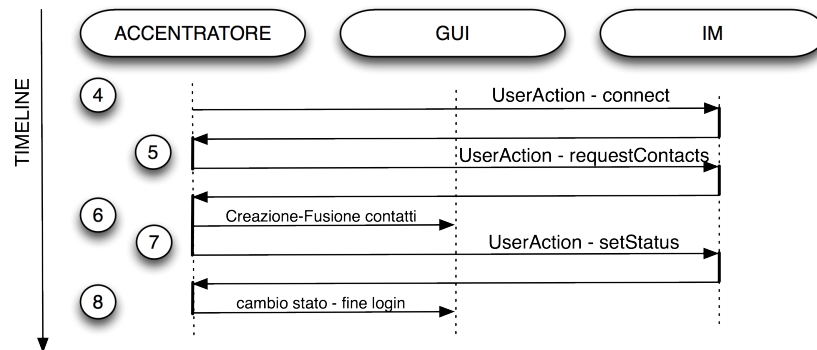 ACCENTRATORE
GUI
IM
TIMELINE
4
UserAction - connect
5
UserAction - requestContacts
6
Creazione-Fusione contatti
7
UserAction - setStatus
8
cambio stato - fine login